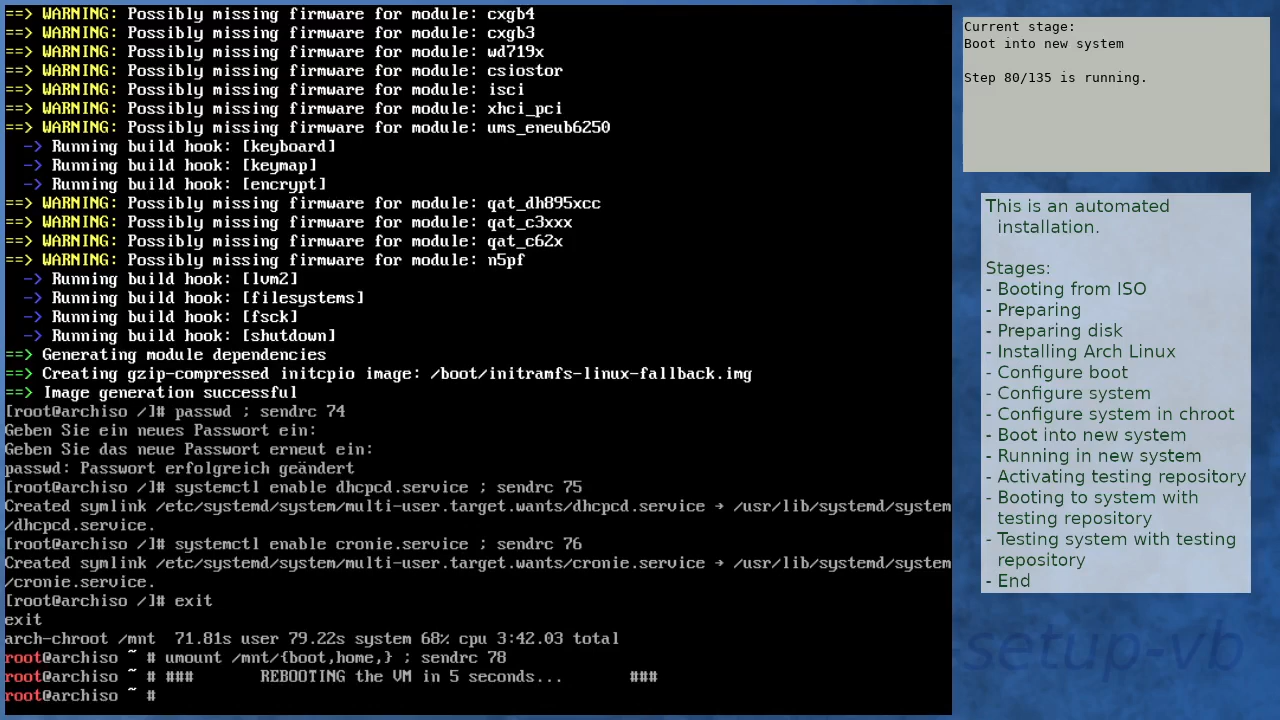 ==> WARNING: Possibly missing firmware for module: cxgb4
==> WARNING: Possibly missing firmware for module: cxgb3
==> WARNING: Possibly missing firmware for module: wd719x
==> WARNING: Possibly missing firmware for module: csiostor
==> WARNING: Possibly missing firmware for module: isci
==> WARNING: Possibly missing firmware for module: xhci_pci
==> WARNING: Possibly missing firmware for module: ums_eneub6250
-> Running build hook: [keyboard]
-> Running build hook: [keymap]
-> Running build hook: [encrypt]
==> WARNING: Possibly missing firmware for module: qat_dh895xcc
==> WARNING: Possibly missing firmware for module: qat_c3xxx
==> WARNING: Possibly missing firmware for module: qat_c62x
==> WARNING: Possibly missing firmware for module: n5pf
-> Running build hook: [lvm2]
-> Running build hook: [filesystems]
-> Running build hook: [fsck]
-> Running build hook: [shutdown]
==> Generating module dependencies
==> Creating gzip-compressed initcpio image: /boot/initramfs-linux-fallback.img
==> Image generation successful
[root@archiso /]# passwd ; sendrc 74
Geben Sie ein neues Passwort ein:
Geben Sie das neue Passwort erneut ein:
passwd: Passwort erfolgreich geändert
[root@archiso /]# systemctl enable dhcpcd.service ; sendrc 75
Created symlink /etc/systemd/system/multi-user.target.wants/dhcpcd.service → /usr/lib/systemd/system
/dhcpcd.service.
[root@archiso /]# systemctl enable cronie.service ; sendrc 76
Created symlink /etc/systemd/system/multi-user.target.wants/cronie.service → /usr/lib/systemd/system
/cronie.service.
[root@archiso /]# exit
exit
arch-chroot /mnt  71.81s user 79.22s system 68% cpu 3:42.03 total
root@archiso ~ # umount /mnt/{boot,home,} ; sendrc 78
root@archiso ~ # ###       REBOOTING the VM in 5 seconds...       ###
root@archiso ~ #
Current stage:
Boot into new system
Step 80/135 is running.
This is an automated
installation.
Stages:
- Booting from ISO
- Preparing
- Preparing disk
- Installing Arch Linux
- Configure boot
- Configure system
- Configure system in chroot
- Boot into new system
- Running in new system
- Activating testing repository
- Booting to system with
testing repository
- Testing system with testing
repository
- End
-setup-vb